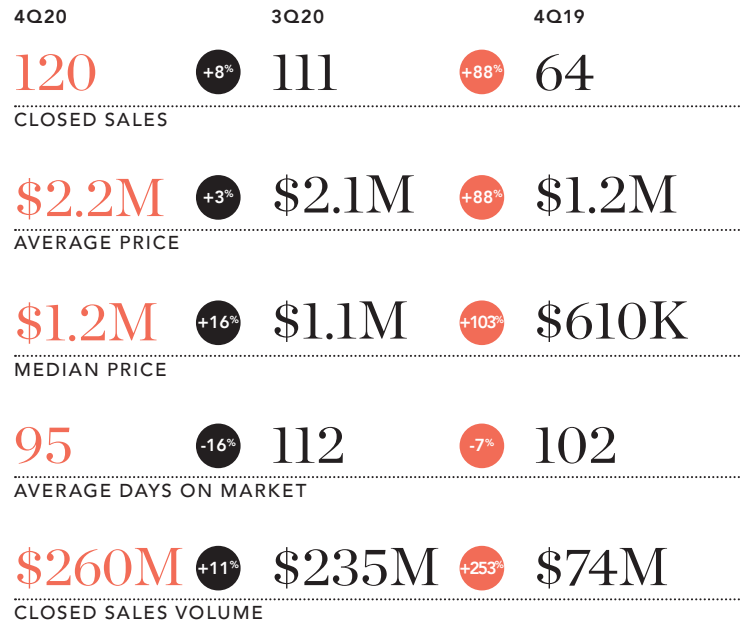 4Q20 3Q20 4Q19
120 +8% 111 +88% 64
CLOSED SALES
$2.2M +3% $2.1M +88% $1.2M
AVERAGE PRICE
$1.2M +16% $1.1M +103% $610K
MEDIAN PRICE
95 -16% 112 -7% 102
AVERAGE DAYS ON MARKET
$260M +11% $235M +253% $74M
CLOSED SALES VOLUME